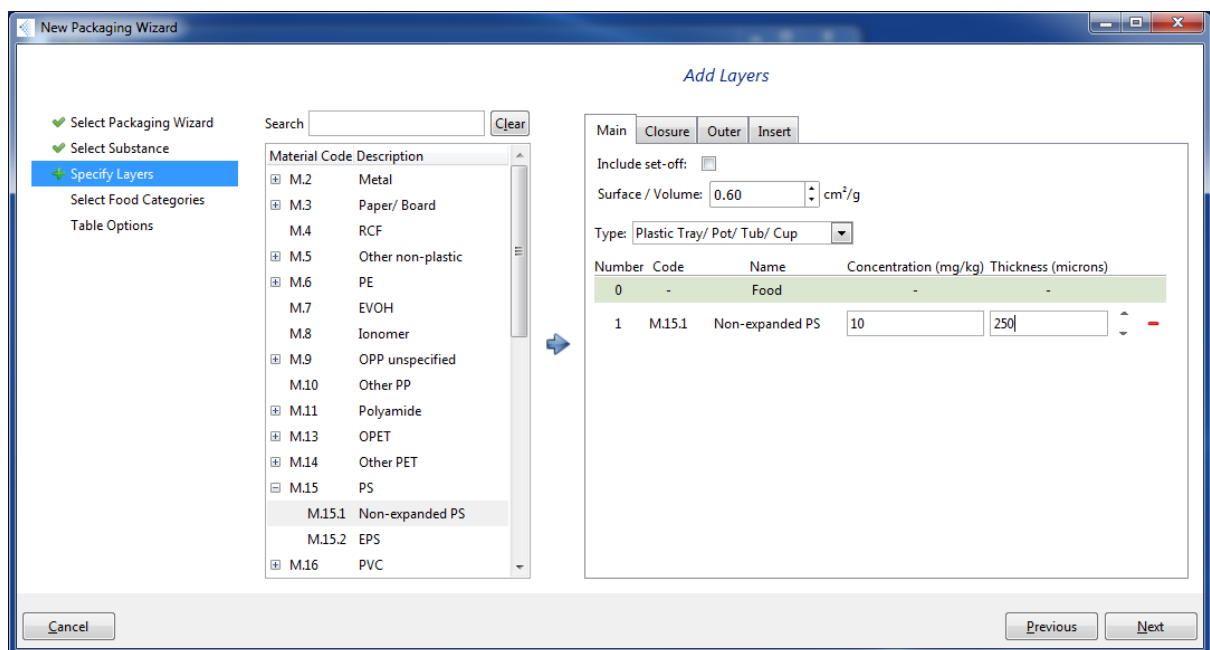 New Packaging Wizard
Add Layers
Select Packaging Wizard
Select Substance
Specify Layers
Select Food Categories
Table Options
Search
Clear
Material Code Description
M.2 Metal
M.3 Paper/ Board
M.4 RCF
M.5 Other non-plastic
M.6 PE
M.7 EVOH
M.8 Ionomer
M.9 OPP unspecified
M.10 Other PP
M.11 Polyamide
M.13 OPET
M.14 Other PET
M.15 PS
M.15.1 Non-expanded PS
M.15.2 EPS
M.16 PVC
Main Closure Outer Insert
Include set-off:
Surface / Volume: 0.60 cm²/g
Type: Plastic Tray/ Pot/ Tub/ Cup
Number Code Name Concentration (mg/kg) Thickness (microns)
0 - Food - -
1 M.15.1 Non-expanded PS 10 250
Cancel
Previous Next